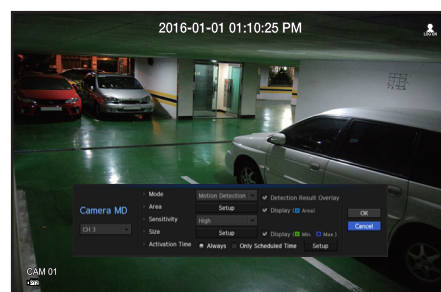 2016-01-01 01:10:25 PM
LOG ON
Mode Motion Detection Detection Result Overlay
Area Setup Display ( Area)
Camera MD
Sensitivity High
CH 3
Size Setup Display ( Min. Max.)
Activation Time Always Only Scheduled Time Setup
OK
Cancel
CAM 01